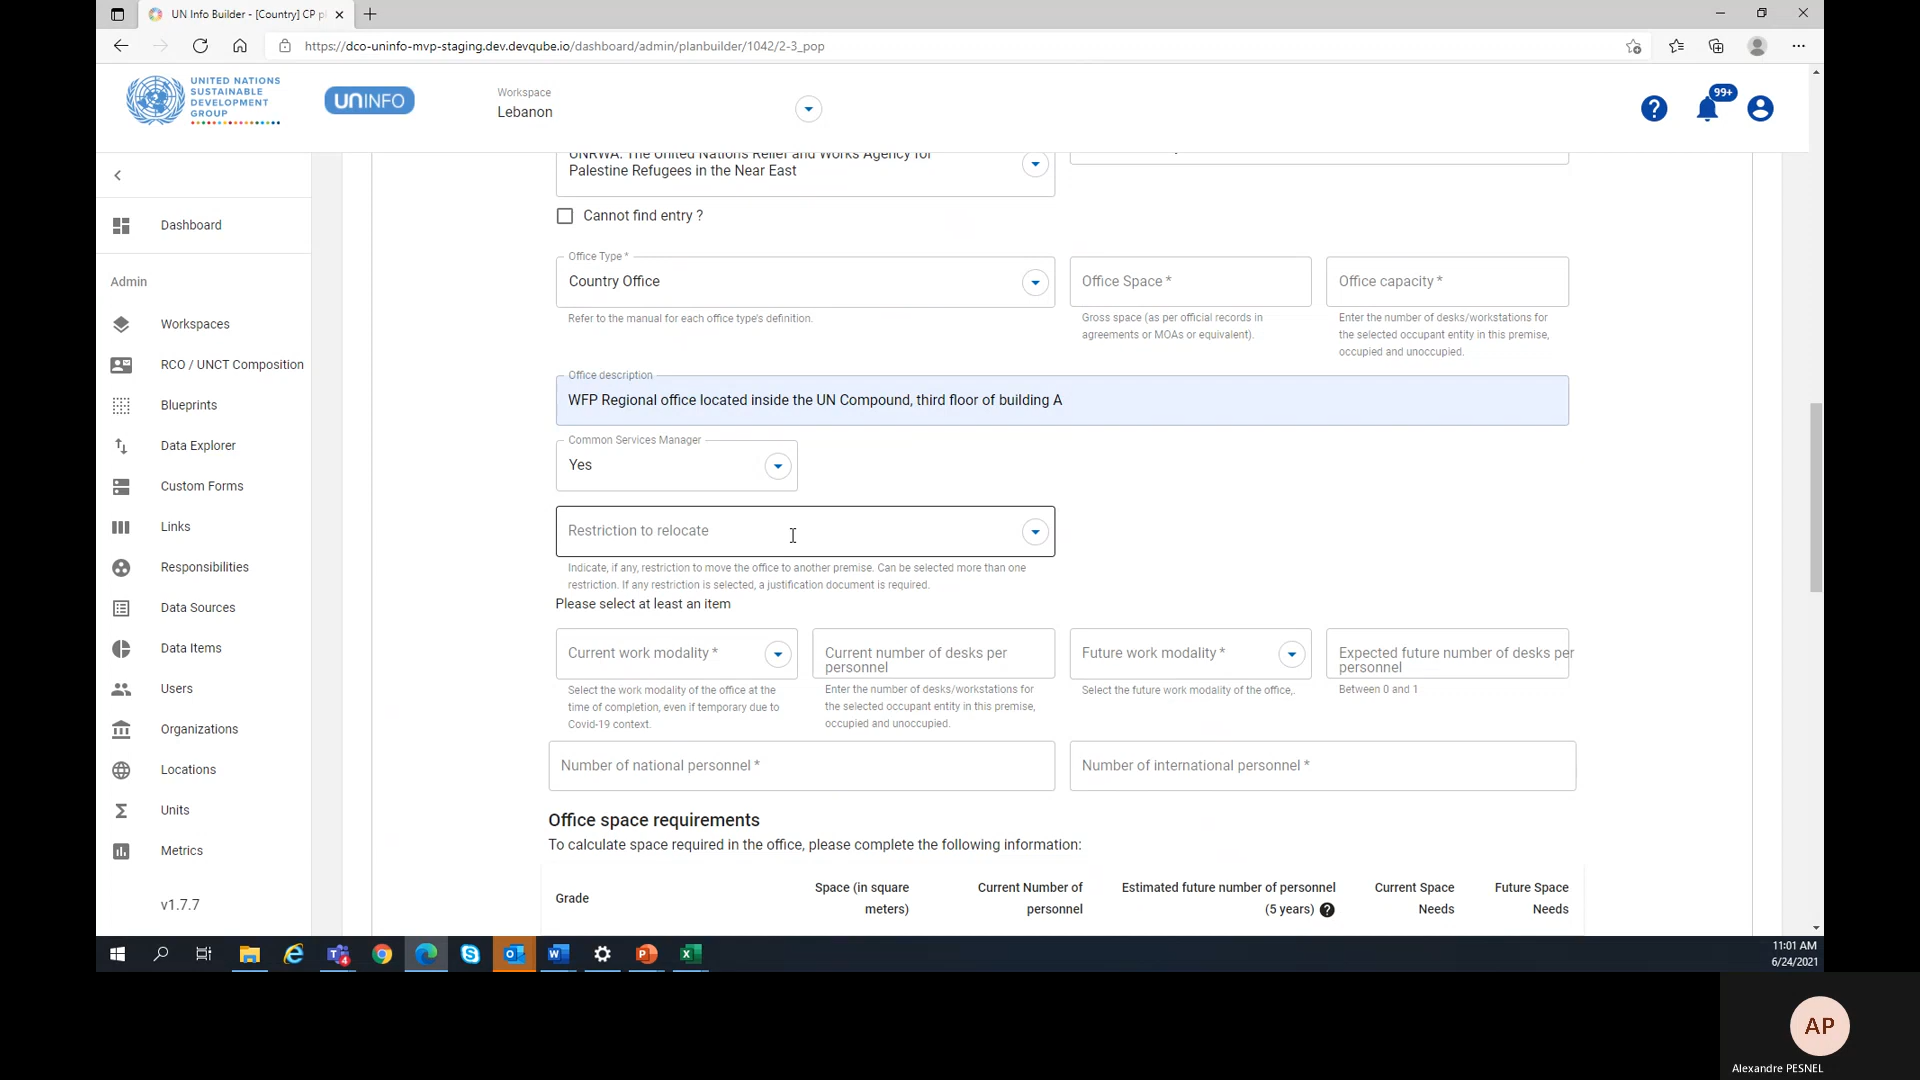 UN Info Builder - [Country] CP pl
https://dco-uninfo-mvp-staging.dev.devqube.io/dashboard/admin/planbuilder/1042/2-3_pop
UNITED NATIONS
SUSTAINABLE
DEVELOPMENT
GROUP
UNINFO
Workspace
Lebanon
?
99+
UNRWA: The United Nations Relief and Works Agency for
Palestine Refugees in the Near East
Cannot find entry ?
Dashboard
Admin
Workspaces
RCO / UNCT Composition
Blueprints
Data Explorer
Custom Forms
Links
Responsibilities
Data Sources
Data Items
Users
Organizations
Locations
Units
Metrics
v1.7.7
Office Type *
Country Office
Refer to the manual for each office type's definition.
Office Space *
Gross space (as per official records in
agreements or MOAs or equivalent).
Office capacity *
Enter the number of desks/workstations for
the selected occupant entity in this premise,
occupied and unoccupied.
Office description
WFP Regional office located inside the UN Compound, third floor of building A
Common Services Manager
Yes
Restriction to relocate
Indicate, if any, restriction to move the office to another premise. Can be selected more than one
restriction. If any restriction is selected, a justification document is required.
Please select at least an item
Current work modality *
Select the work modality of the office at the
time of completion, even if temporary due to
Covid-19 context.
Current number of desks per
personnel
Enter the number of desks/workstations for
the selected occupant entity in this premise,
occupied and unoccupied.
Future work modality *
Select the future work modality of the office,.
Expected future number of desks per
personnel
Between 0 and 1
Number of national personnel *
Number of international personnel *
Office space requirements
To calculate space required in the office, please complete the following information:
Grade
Space (in square
meters)
Current Number of
personnel
Estimated future number of personnel
(5 years) ?
Current Space
Needs
Future Space
Needs
11:01 AM
6/24/2021
AP
Alexandre PESNEL